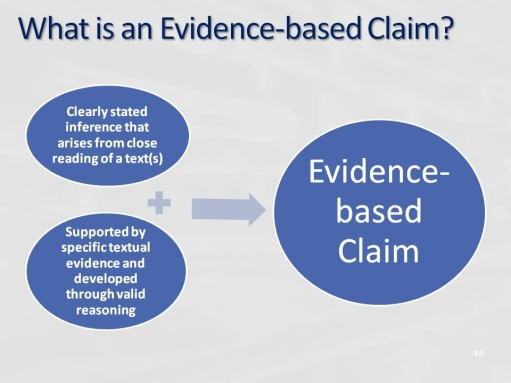 What is an Evidence-based Claim?
Clearly stated
inference that
arises from close
reading of a text(s)
+
Supported by
specific textual
evidence and
developed
through valid
reasoning
Evidence-
based
Claim
46